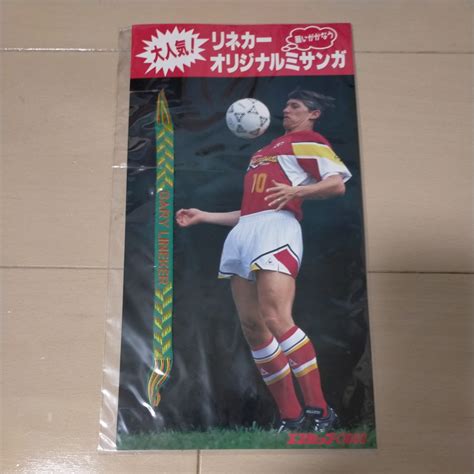 大人気!
リネカー
願いがかなう
オリジナルミサンガ
GARY LINEKER
10